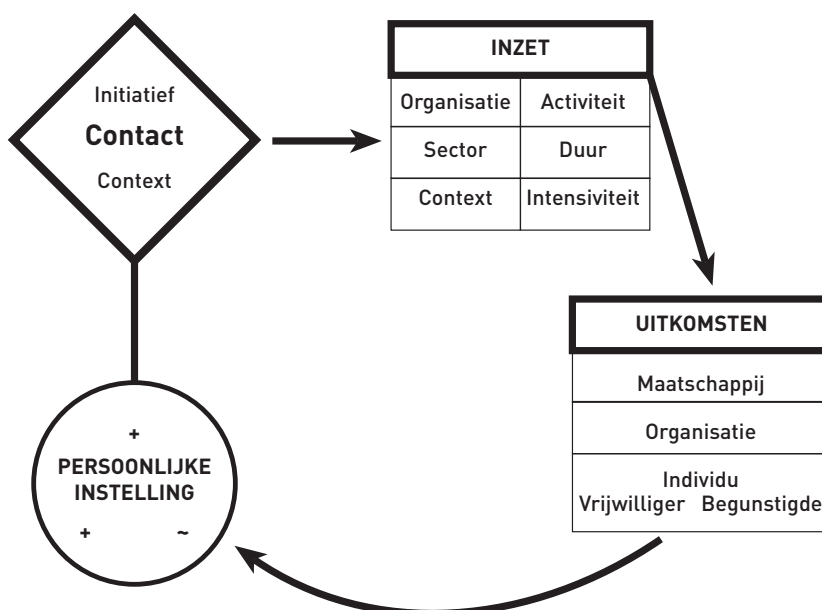 Initiatief
Contact
Context
INZET
Organisatie Activiteit
Sector Duur
Context Intensiviteit
UITKOMSTEN
Maatschappij
Organisatie
Individu
Vrijwilliger Begunstigde
+
PERSOONLIJKE
INSTELLING
+ ~